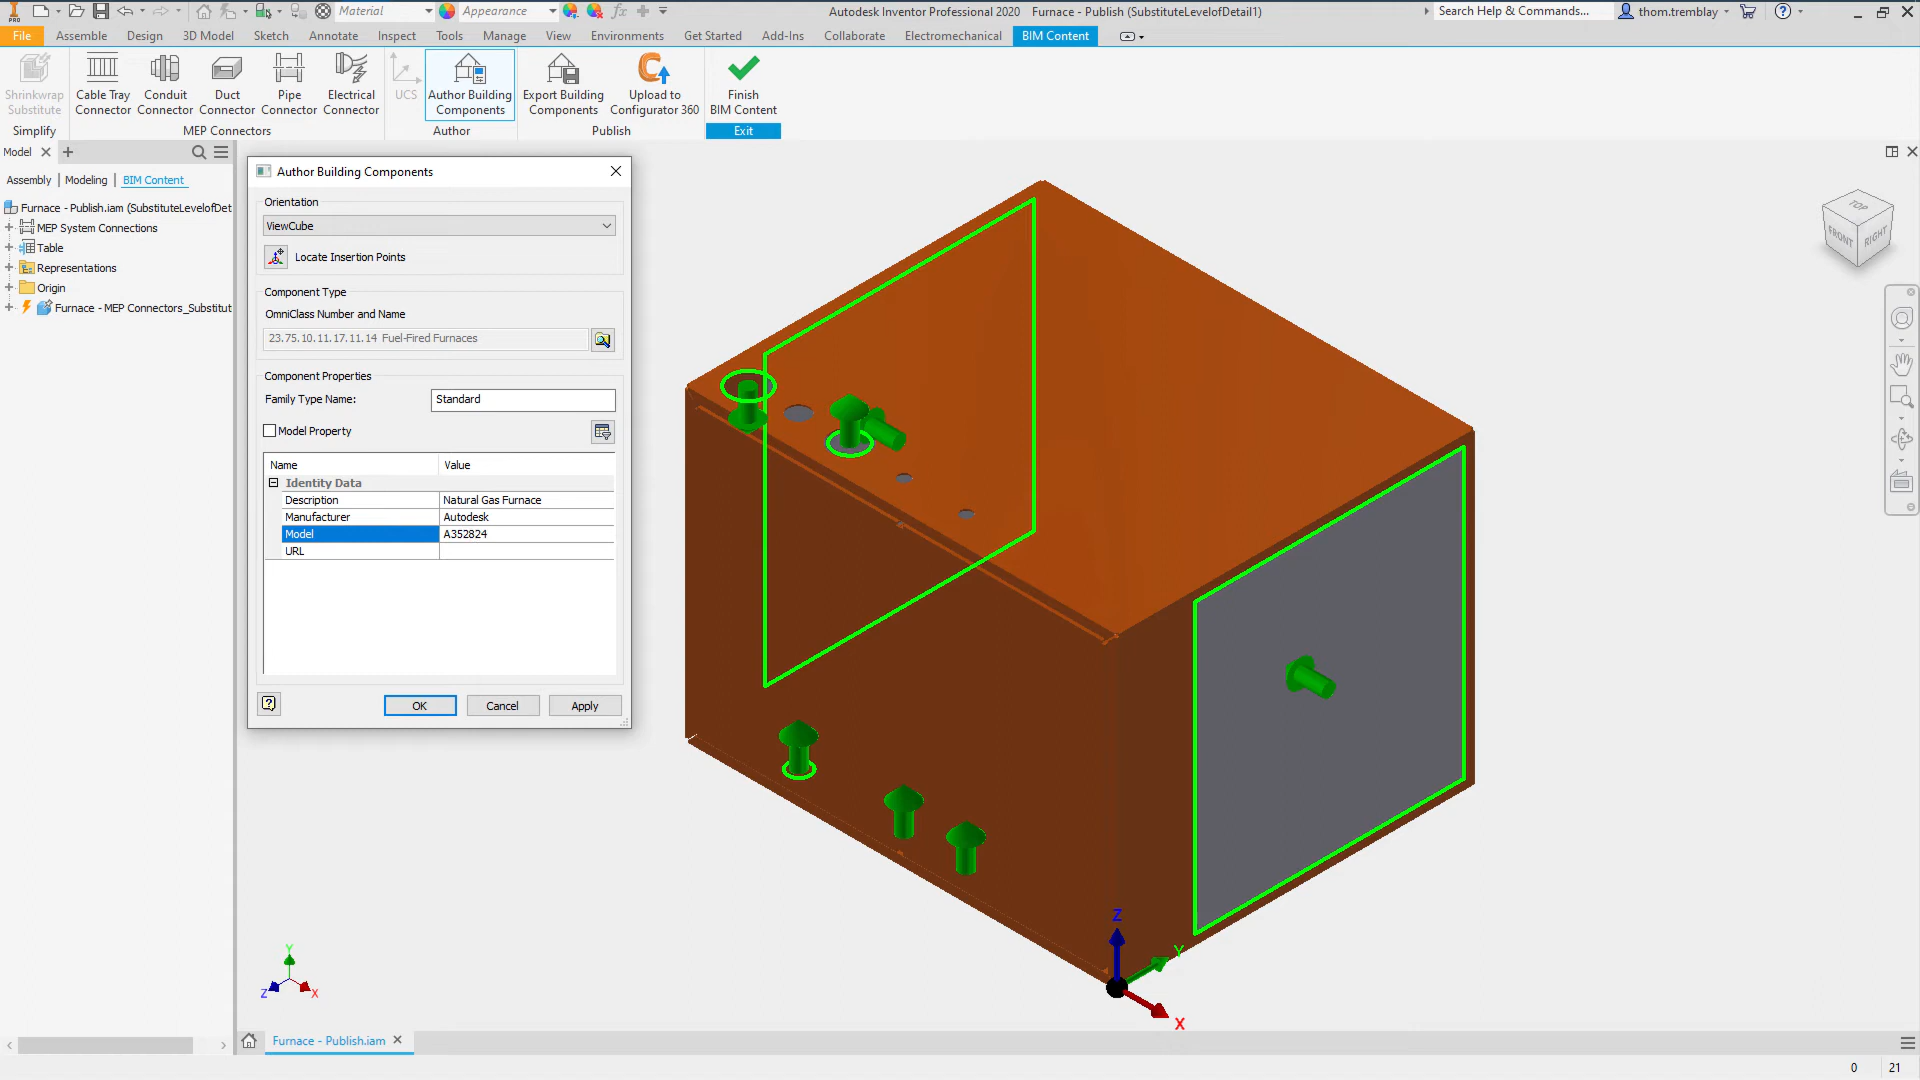 PRO
Material
Appearance
Autodesk Inventor Professional 2020 Furnace - Publish (SubstituteLevelofDetail1)
Search Help & Commands...
thom.tremblay
File Assemble Design 3D Model Sketch Annotate Inspect Tools Manage View Environments Get Started Add-Ins Collaborate Electromechanical BIM Content
Shrinkwrap Substitute
Cable Tray Connector
Conduit Connector
Duct Connector
Pipe Connector
Electrical Connector
UCS
Author Building Components
Export Building Components
Upload to Configurator 360
Finish BIM Content
Simplify MEP Connectors Author Publish Exit
Model
Assembly | Modeling | BIM Content
Furnace - Publish.iam (SubstituteLevelofDet
MEP System Connections
Table
Representations
Origin
Furnace - MEP Connectors_Substitut
Author Building Components
Orientation
ViewCube
Locate Insertion Points
Component Type
OmniClass Number and Name
23.75.10.11.17.11.14 Fuel-Fired Furnaces
Component Properties
Family Type Name: Standard
Model Property
Name Value
Identity Data
Description Natural Gas Furnace
Manufacturer Autodesk
Model A352824
URL
OK Cancel Apply
TOP
FRONT RIGHT
Z
Y
X
Y
Z
X
Furnace - Publish.iam
0 21